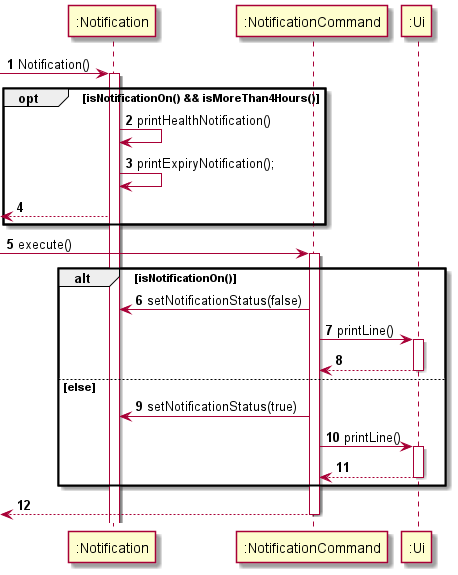 :Notification :NotificationCommand :Ui
1 Notification()
opt [isNotificationOn() && isMoreThan4Hours()]
2 printHealthNotification()
3 printExpiryNotification();
4
5 execute()
alt [isNotificationOn()]
6 setNotificationStatus(false)
7 printLine()
8
[else]
9 setNotificationStatus(true)
10 printLine()
11
12
:Notification :NotificationCommand :Ui